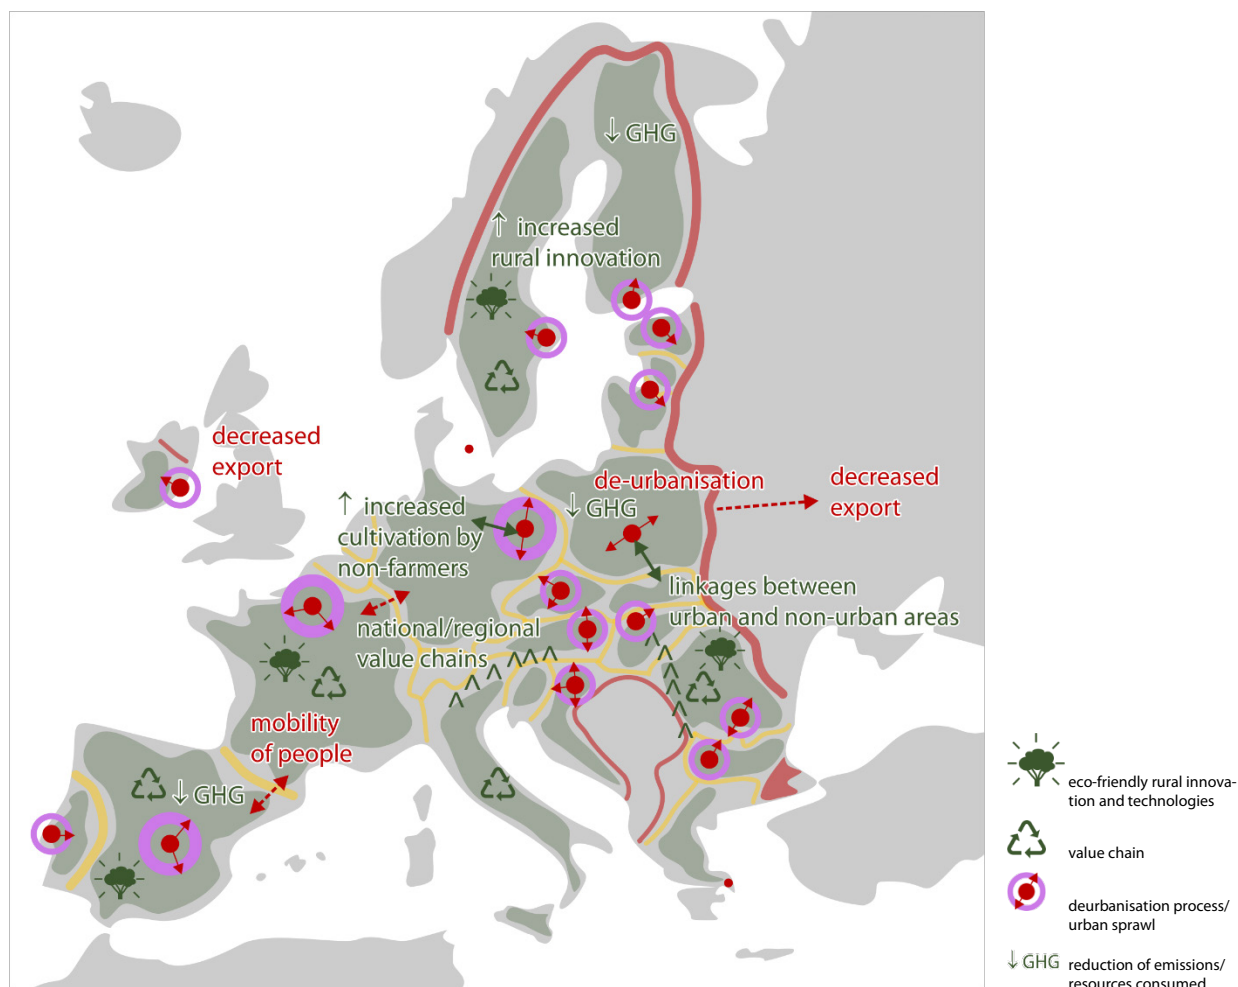 ↓ GHG
↑ increased
rural innovation
decreased
export
de-urbanisation
↓ GHG
decreased
export
↑ increased
cultivation by
non-farmers
linkages between
urban and non-urban areas
national/regional
value chains
mobility
of people
↓ GHG
eco-friendly rural innova-
tion and technologies
value chain
deurbanisation process/
urban sprawl
↓ GHG
reduction of emissions/
resources consumed